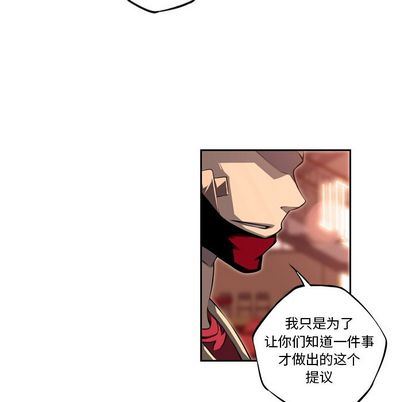 我只是为了
让你们知道一件事
才做出的这个
提议